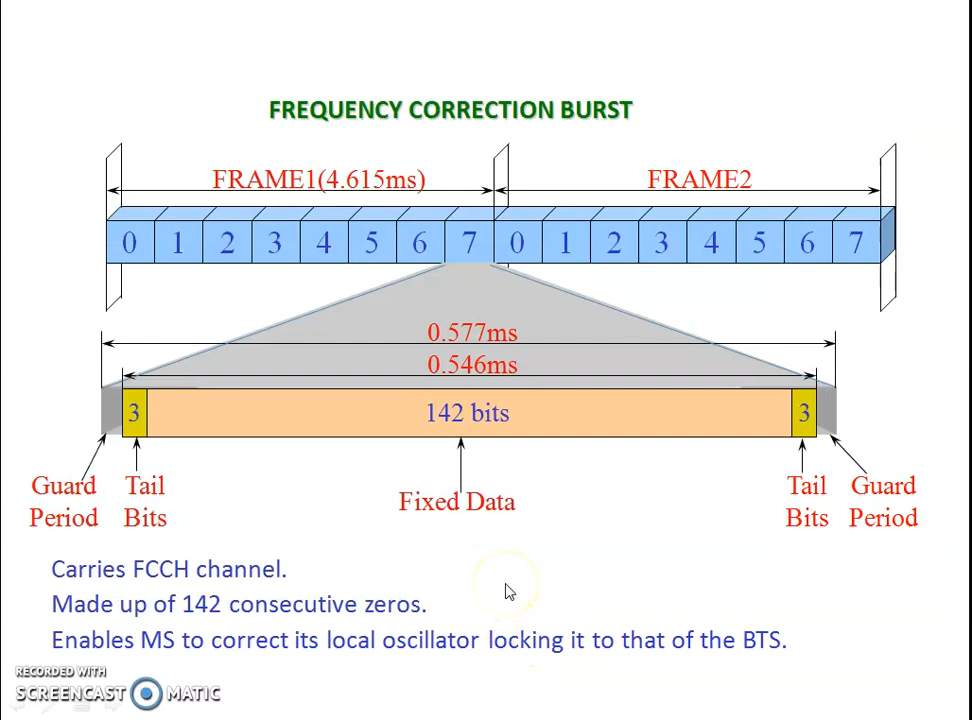 FREQUENCY CORRECTION BURST
FRAME1(4.615ms) FRAME2
0 1 2 3 4 5 6 7 0 1 2 3 4 5 6 7
0.577ms
0.546ms
3 142 bits 3
Guard Period
Tail Bits
Fixed Data
Tail Bits
Guard Period
Carries FCCH channel.
Made up of 142 consecutive zeros.
Enables MS to correct its local oscillator locking it to that of the BTS.
RECORDED WITH
SCREENCAST MATIC